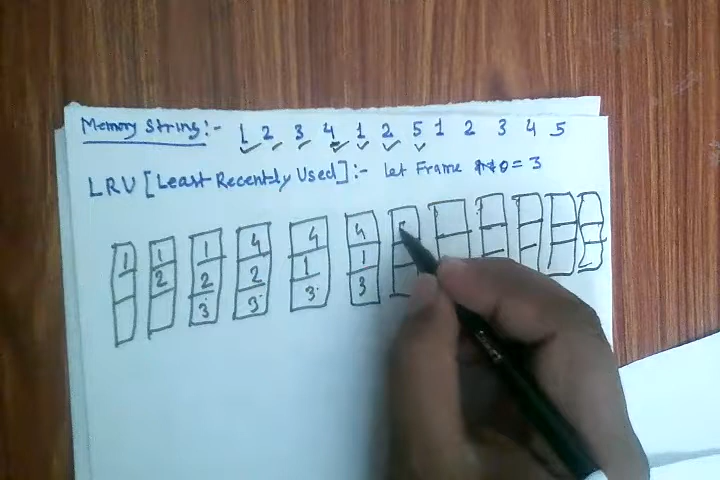 Memory String:- 1 2 3 4 1 2 5 1 2 3 4 5
LRU [Least Recently Used]:- Let Frame No = 3
1 1 1 4 4 4
2 2 2 1 1
3 3 3 3